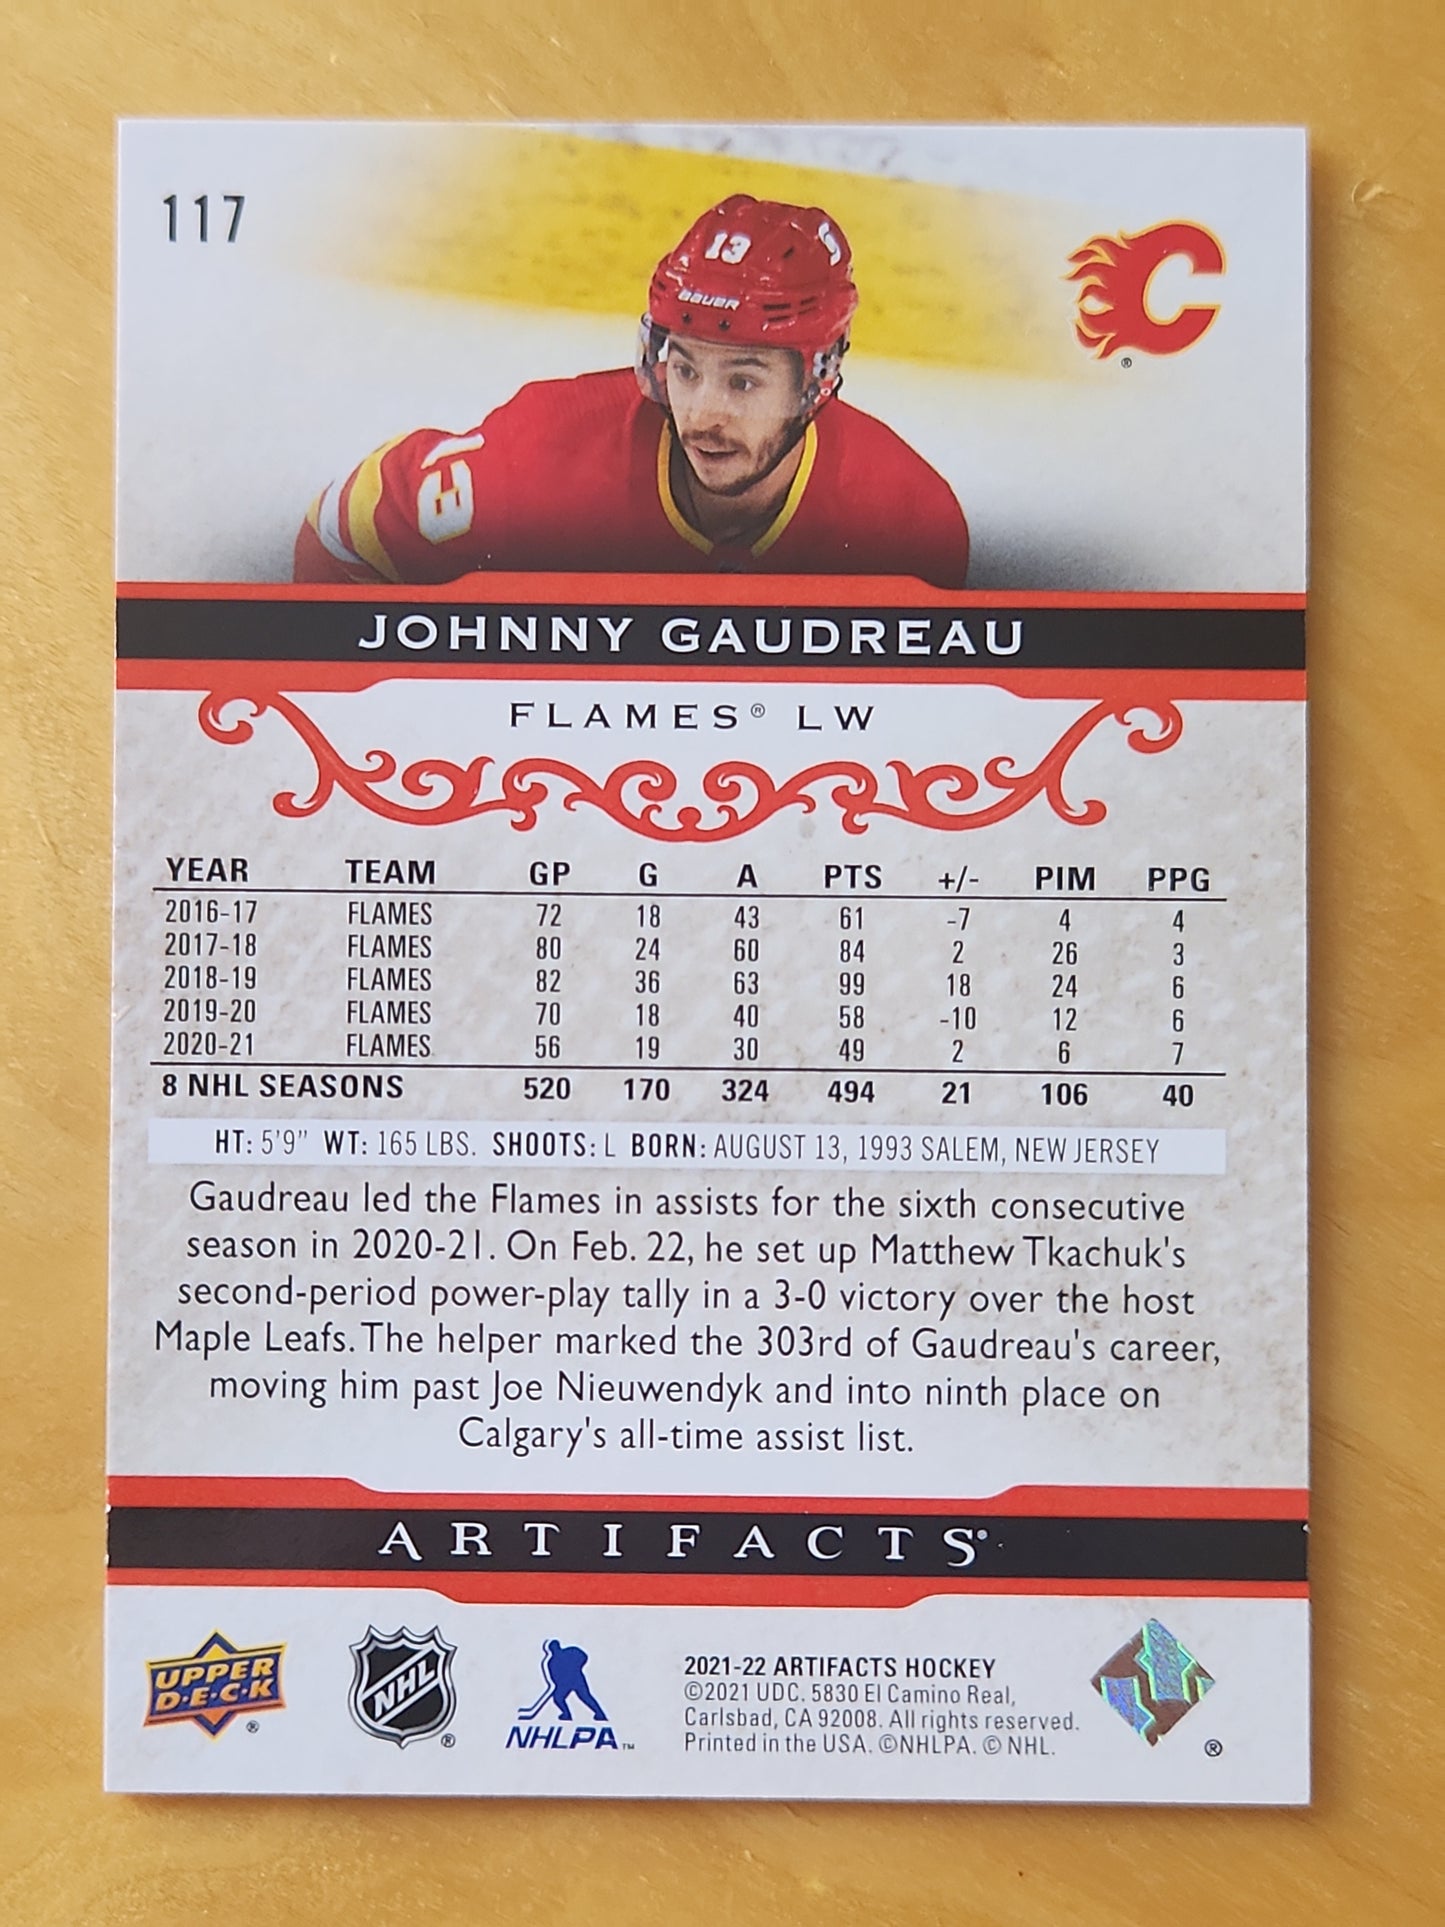 117
13
BAUER
C
®
13
JOHNNY GAUDREAU
FLAMES® LW
YEAR TEAM GP G A PTS +/- PIM PPG
2016-17 FLAMES 72 18 43 61 -7 4 4
2017-18 FLAMES 80 24 60 84 2 26 3
2018-19 FLAMES 82 36 63 99 18 24 6
2019-20 FLAMES 70 18 40 58 -10 12 6
2020-21 FLAMES 56 19 30 49 2 6 7
8 NHL SEASONS 520 170 324 494 21 106 40
HT: 5'9" WT: 165 LBS. SHOOTS: L BORN: AUGUST 13, 1993 SALEM, NEW JERSEY
Gaudreau led the Flames in assists for the sixth consecutive
season in 2020-21. On Feb. 22, he set up Matthew Tkachuk's
second-period power-play tally in a 3-0 victory over the host
Maple Leafs. The helper marked the 303rd of Gaudreau's career,
moving him past Joe Nieuwendyk and into ninth place on
Calgary's all-time assist list.
ARTIFACTS®
UPPER
D·E·C·K
®
NHL
®
NHLPA™
2021-22 ARTIFACTS HOCKEY
©2021 UDC. 5830 El Camino Real,
Carlsbad, CA 92008. All rights reserved.
Printed in the USA. ©NHLPA. © NHL.
®